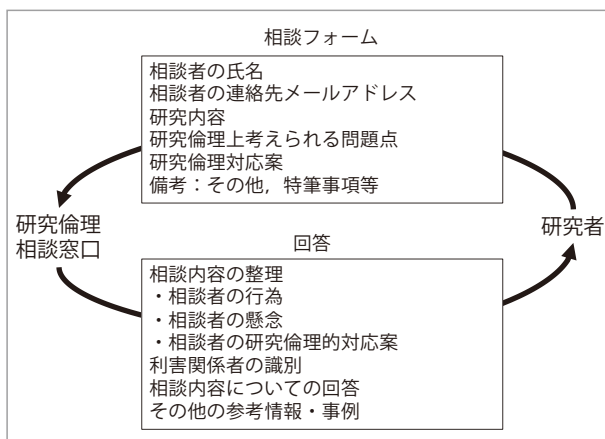 相談フォーム
相談者の氏名
相談者の連絡先メールアドレス
研究内容
研究倫理上考えられる問題点
研究倫理対応案
備考：その他，特筆事項等
研究倫理
相談窓口
研究者
回答
相談内容の整理
・相談者の行為
・相談者の懸念
・相談者の研究倫理的対応案
利害関係者の識別
相談内容についての回答
その他の参考情報・事例